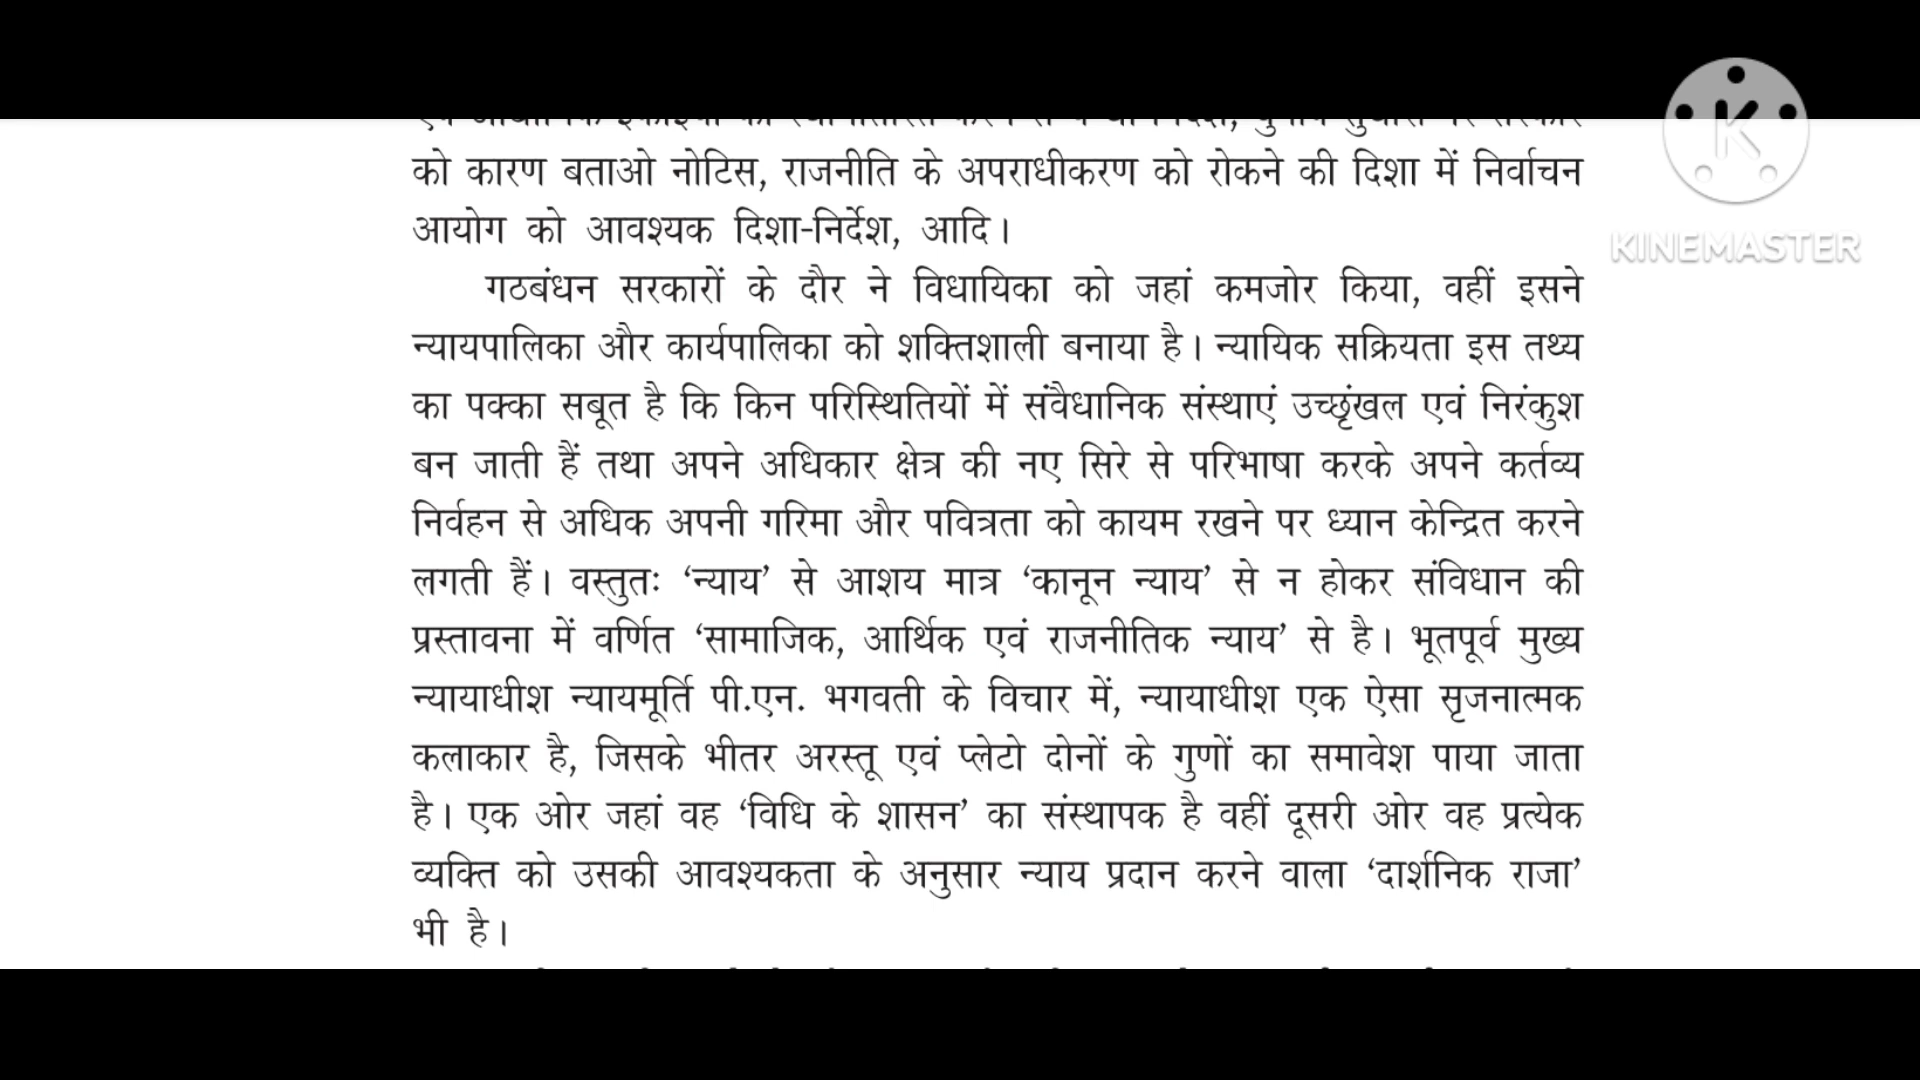 को कारण बताओ नोटिस, राजनीति के अपराधीकरण को रोकने की दिशा में निर्वाचन
आयोग को आवश्यक दिशा-निर्देश, आदि।
गठबंधन सरकारों के दौर ने विधायिका को जहां कमजोर किया, वहीं इसने
न्यायपालिका और कार्यपालिका को शक्तिशाली बनाया है। न्यायिक सक्रियता इस तथ्य
का पक्का सबूत है कि किन परिस्थितियों में संवैधानिक संस्थाएं उच्छृंखल एवं निरंकुश
बन जाती हैं तथा अपने अधिकार क्षेत्र की नए सिरे से परिभाषा करके अपने कर्तव्य
निर्वहन से अधिक अपनी गरिमा और पवित्रता को कायम रखने पर ध्यान केन्द्रित करने
लगती हैं। वस्तुतः ‘न्याय’ से आशय मात्र ‘कानून न्याय’ से न होकर संविधान की
प्रस्तावना में वर्णित ‘सामाजिक, आर्थिक एवं राजनीतिक न्याय’ से है। भूतपूर्व मुख्य
न्यायाधीश न्यायमूर्ति पी.एन. भगवती के विचार में, न्यायाधीश एक ऐसा सृजनात्मक
कलाकार है, जिसके भीतर अरस्तू एवं प्लेटो दोनों के गुणों का समावेश पाया जाता
है। एक ओर जहां वह ‘विधि के शासन’ का संस्थापक है वहीं दूसरी ओर वह प्रत्येक
व्यक्ति को उसकी आवश्यकता के अनुसार न्याय प्रदान करने वाला ‘दार्शनिक राजा’
भी है।
K
KINEMASTER